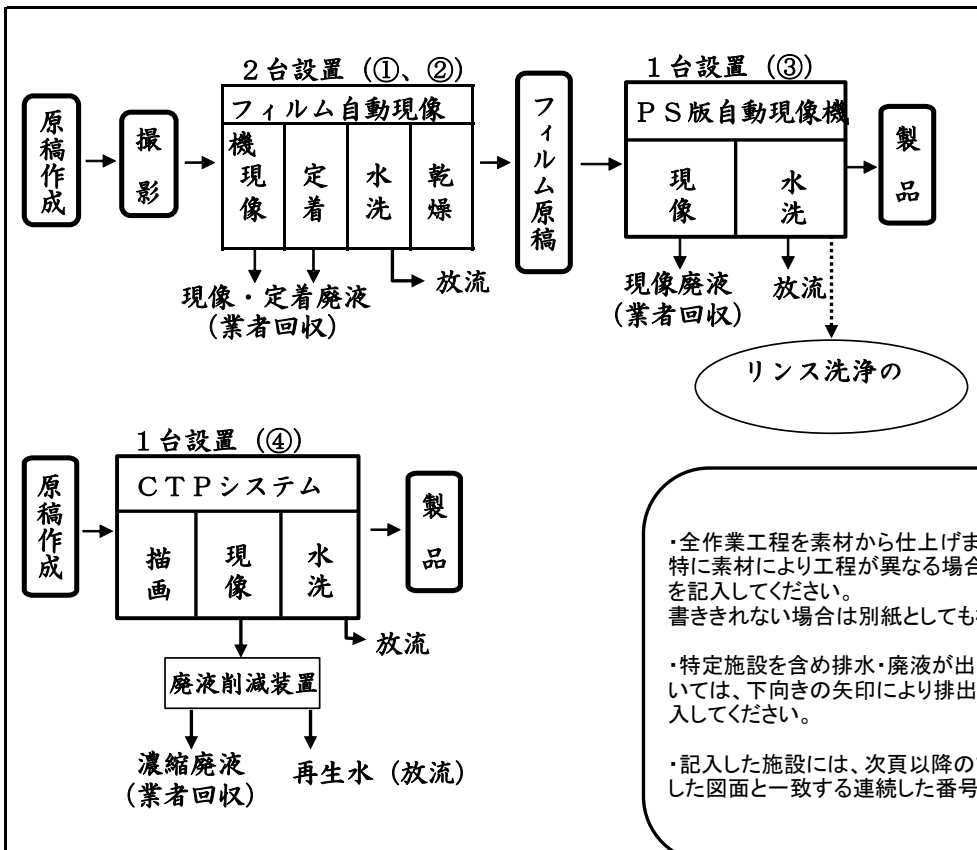 2台設置 (①、②)
1台設置 (③)
原稿作成
撮影
フィルム自動現像機
現像
定着
水洗
乾燥
フィルム原稿
PS版自動現像機
現像
水洗
製品
現像・定着廃液
(業者回収)
放流
現像廃液
(業者回収)
放流
リンス洗浄の
1台設置 (④)
原稿作成
CTPシステム
描画
現像
水洗
製品
放流
廃液削減装置
濃縮廃液
(業者回収)
再生水 (放流)
・全作業工程を素材から仕上げま
特に素材により工程が異なる場合
を記入してください。
書ききれない場合は別紙としても
・特定施設を含め排水・廃液が出
いては、下向きの矢印により排出
入してください。
・記入した施設には、次頁以降の
した図面と一致する連続した番号